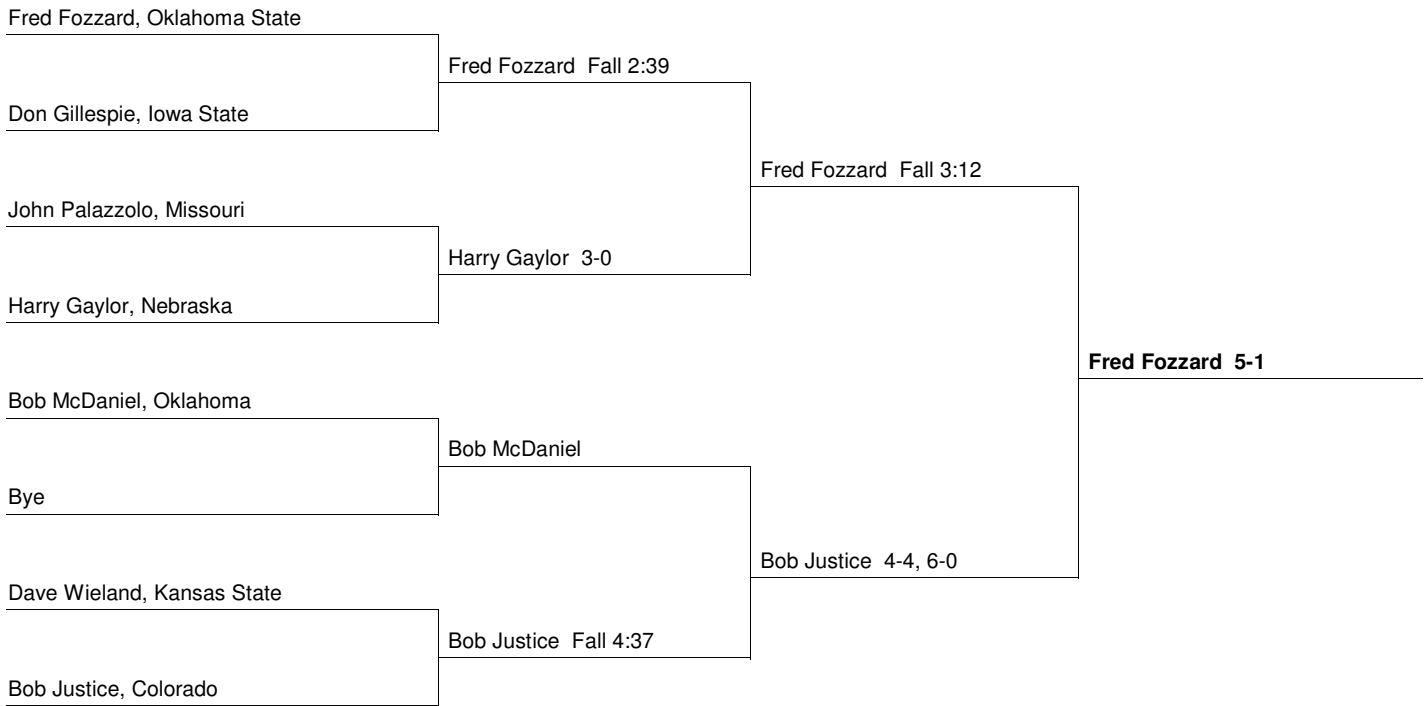 Fred Fozzard, Oklahoma State
Fred Fozzard  Fall 2:39
Don Gillespie, Iowa State
Fred Fozzard  Fall 3:12
John Palazzolo, Missouri
Harry Gaylor  3-0
Harry Gaylor, Nebraska
Fred Fozzard  5-1
Bob McDaniel, Oklahoma
Bob McDaniel
Bye
Bob Justice  4-4, 6-0
Dave Wieland, Kansas State
Bob Justice  Fall 4:37
Bob Justice, Colorado